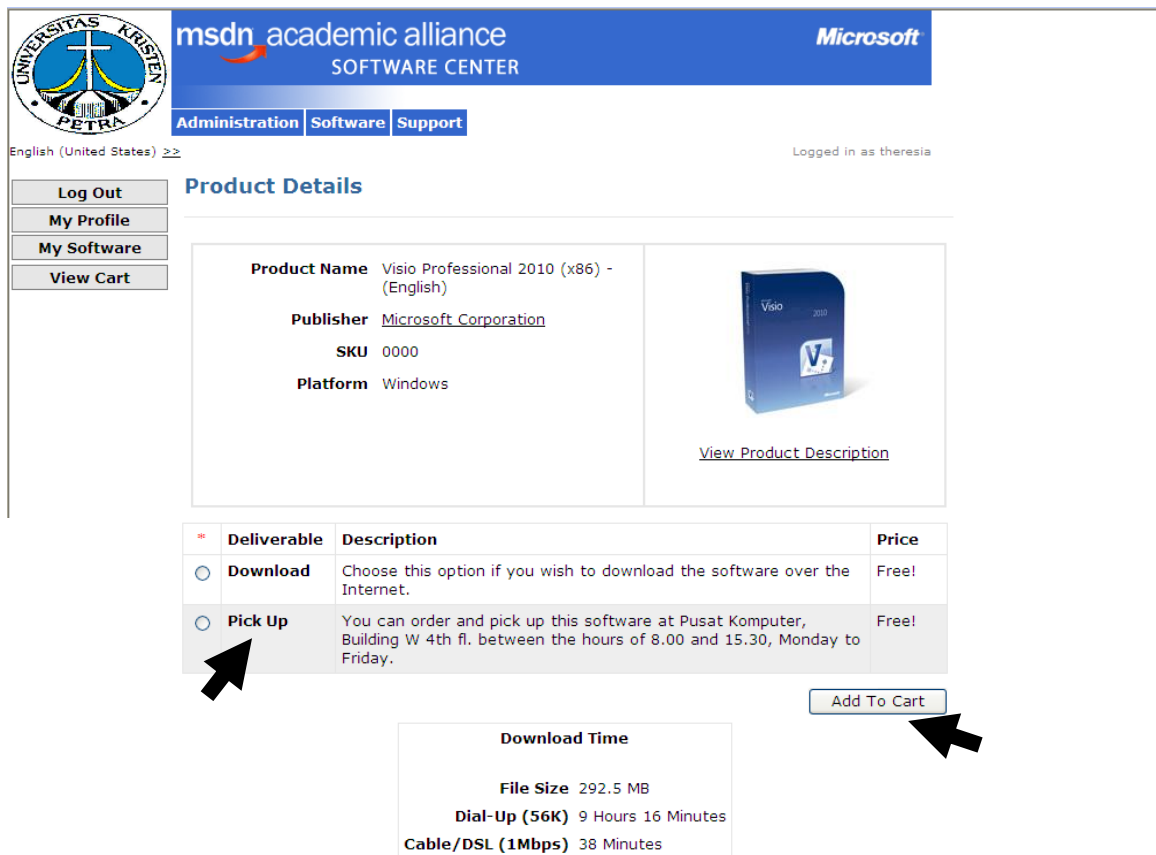 UNIVERSITAS KRISTEN
PETRA
msdn academic alliance
SOFTWARE CENTER
Microsoft
Administration Software Support
English (United States) >>
Logged in as theresia
Log Out
My Profile
My Software
View Cart
Product Details
Product Name Visio Professional 2010 (x86) -
(English)
Publisher Microsoft Corporation
SKU 0000
Platform Windows
Visio 2010
View Product Description
* Deliverable Description Price
Download Choose this option if you wish to download the software over the Free!
Internet.
Pick Up You can order and pick up this software at Pusat Komputer, Free!
Building W 4th fl. between the hours of 8.00 and 15.30, Monday to
Friday.
Add To Cart
Download Time
File Size 292.5 MB
Dial-Up (56K) 9 Hours 16 Minutes
Cable/DSL (1Mbps) 38 Minutes